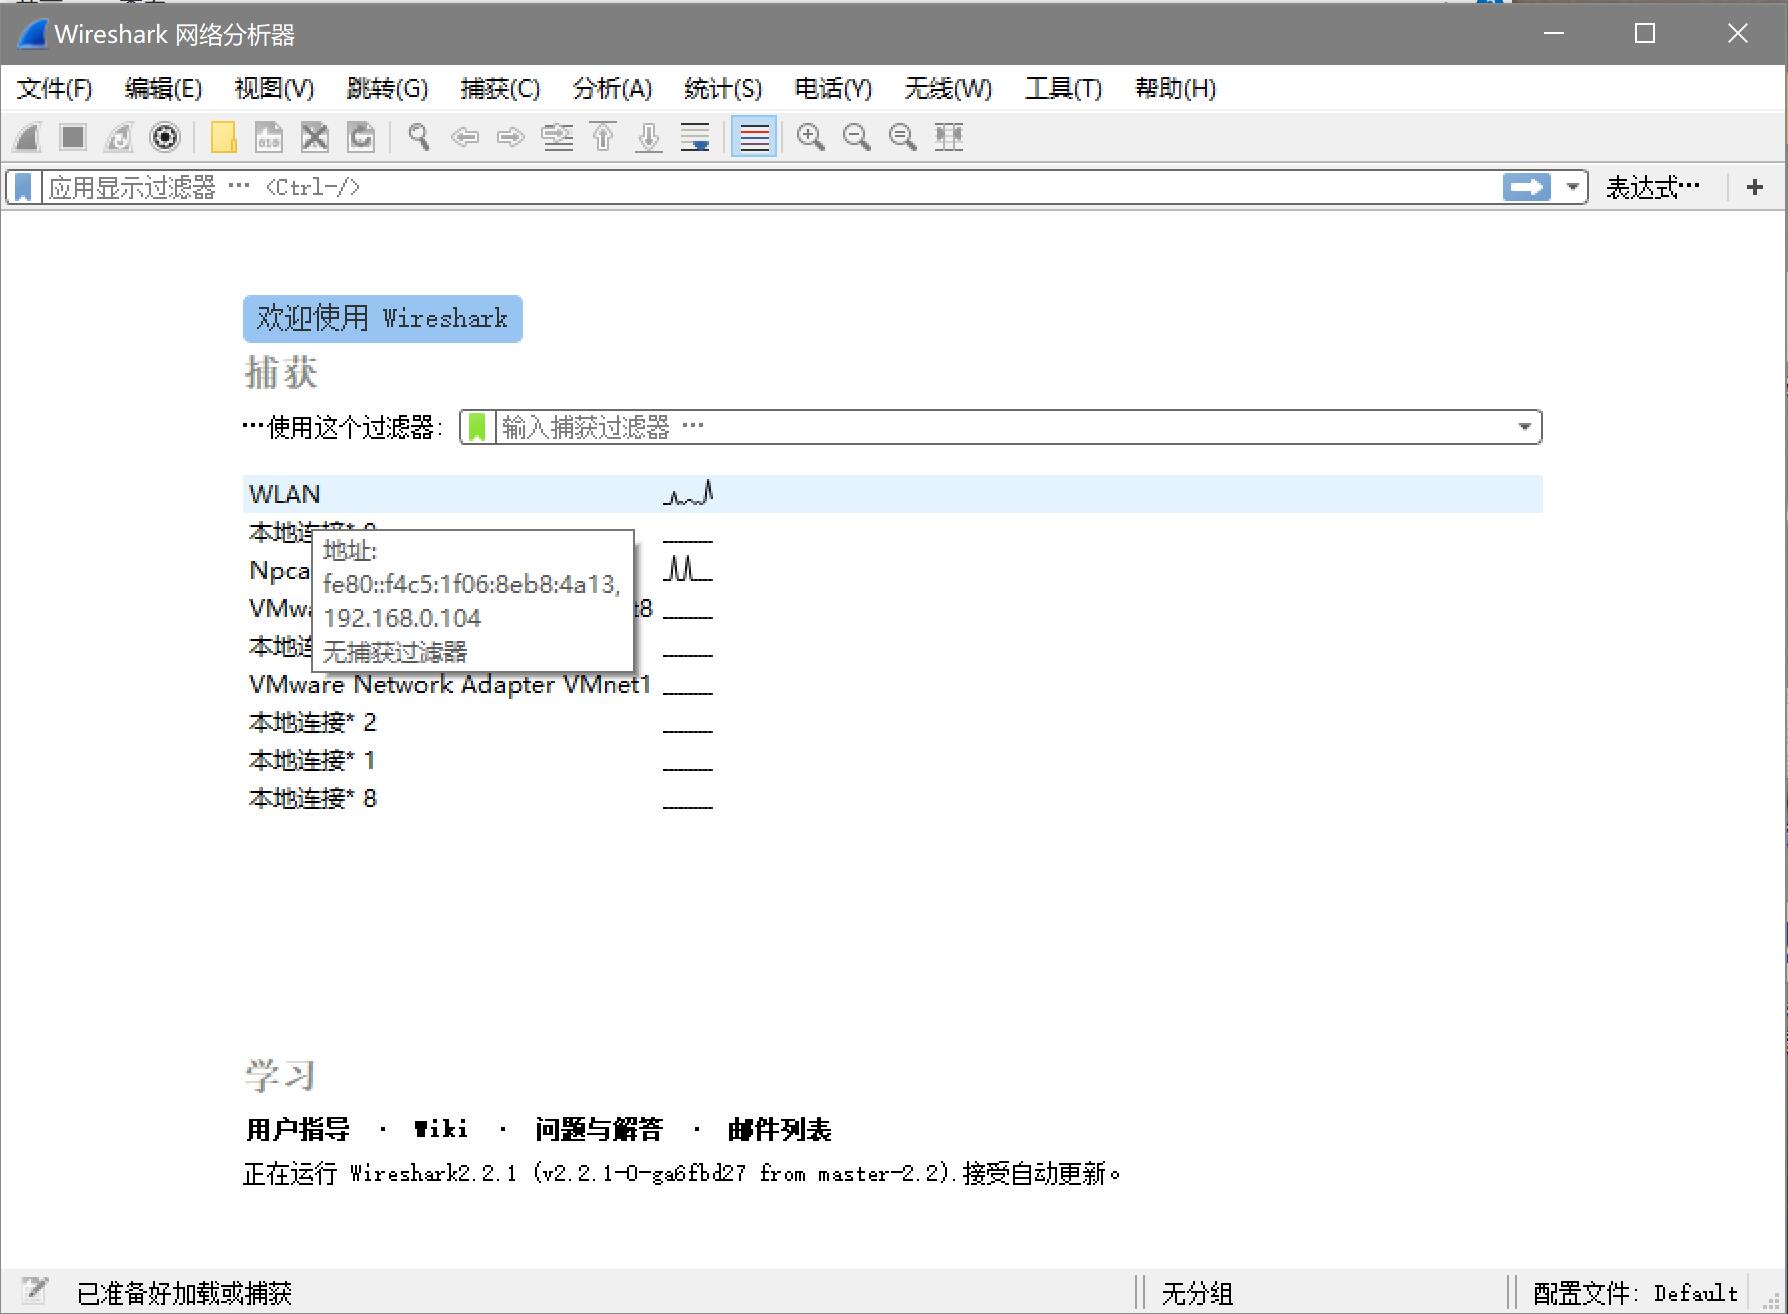 Wireshark 网络分析器
文件(F) 编辑(E) 视图(V) 跳转(G) 捕获(C) 分析(A) 统计(S) 电话(Y) 无线(W) 工具(T) 帮助(H)
应用显示过滤器 … <Ctrl-/> 表达式… +
欢迎使用 Wireshark
捕获
…使用这个过滤器: 输入捕获过滤器 …
WLAN
本地连接*
地址:
Npca
fe80::f4c5:1f06:8eb8:4a13,
VMwa
t8
192.168.0.104
本地连
无捕获过滤器
VMware Network Adapter VMnet1
本地连接* 2
本地连接* 1
本地连接* 8
学习
用户指导 · Wiki · 问题与解答 · 邮件列表
正在运行 Wireshark2.2.1 (v2.2.1-0-ga6fbd27 from master-2.2).接受自动更新。
已准备好加载或捕获 无分组 配置文件: Default